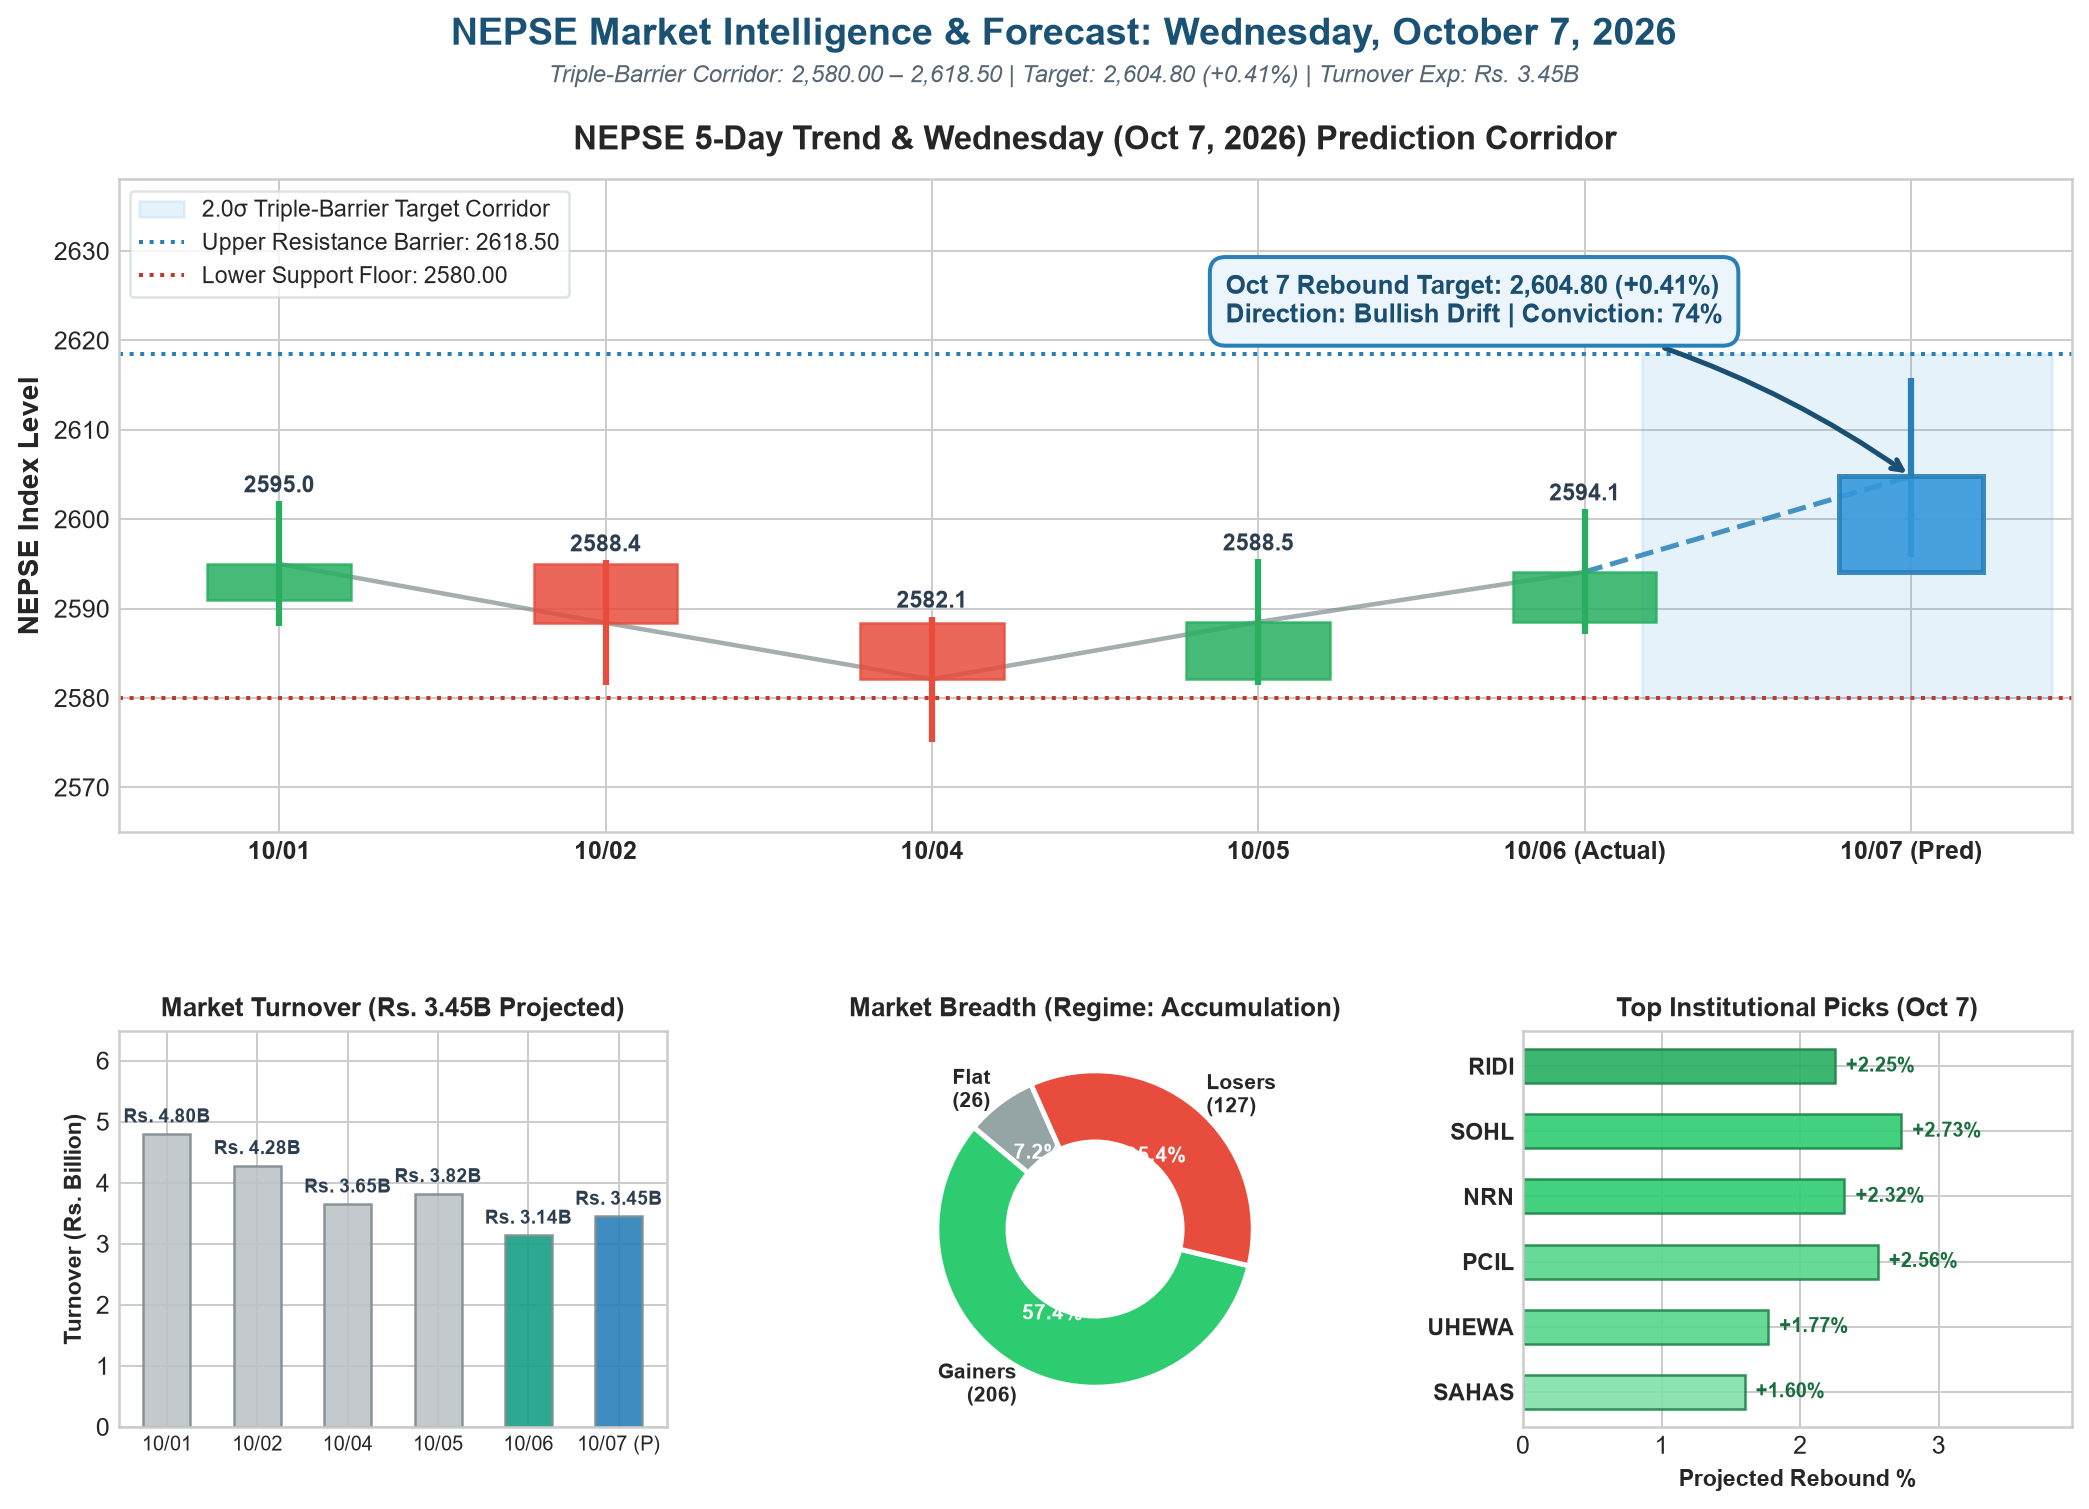 NEPSE Market Intelligence & Forecast: Wednesday, October 7, 2026
Triple-Barrier Corridor: 2,580.00 – 2,618.50 | Target: 2,604.80 (+0.41%) | Turnover Exp: Rs. 3.45B
NEPSE 5-Day Trend & Wednesday (Oct 7, 2026) Prediction Corridor
2.0σ Triple-Barrier Target Corridor
Upper Resistance Barrier: 2618.50
Lower Support Floor: 2580.00
Oct 7 Rebound Target: 2,604.80 (+0.41%)
Direction: Bullish Drift | Conviction: 74%
NEPSE Index Level
2630
2620
2610
2600
2590
2580
2570
2595.0
2588.4
2582.1
2588.5
2594.1
10/01
10/02
10/04
10/05
10/06 (Actual)
10/07 (Pred)
Market Turnover (Rs. 3.45B Projected)
Turnover (Rs. Billion)
6
5
4
3
2
1
0
Rs. 4.80B
Rs. 4.28B
Rs. 3.65B
Rs. 3.82B
Rs. 3.14B
Rs. 3.45B
10/01
10/02
10/04
10/05
10/06
10/07 (P)
Market Breadth (Regime: Accumulation)
Flat
(26)
Losers
(127)
7.2%
5.4%
57.4%
Gainers
(206)
Top Institutional Picks (Oct 7)
RIDI
+2.25%
SOHL
+2.73%
NRN
+2.32%
PCIL
+2.56%
UHEWA
+1.77%
SAHAS
+1.60%
0
1
2
3
Projected Rebound %